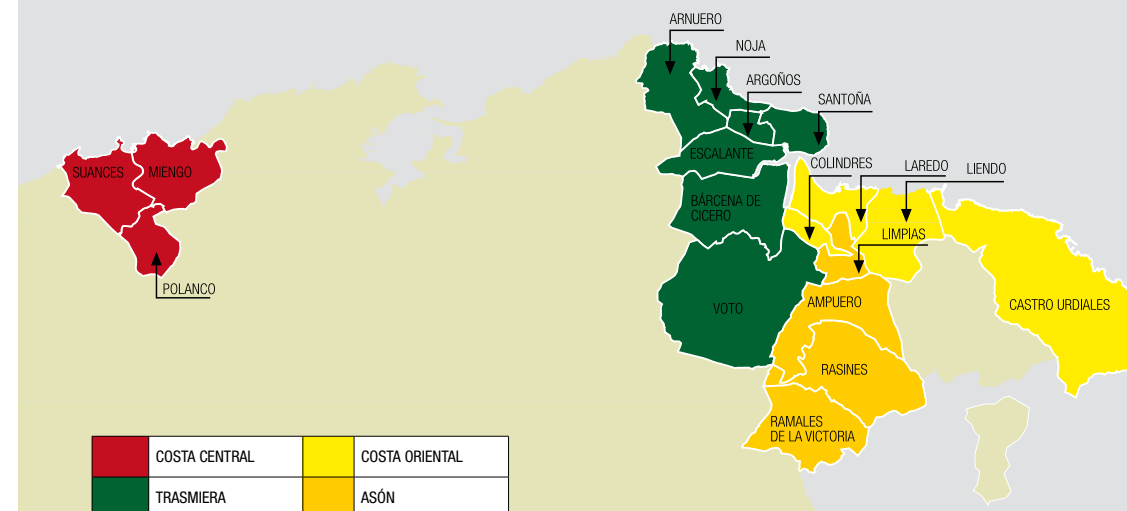 ARNUERO
NOJA
ARGOÑOS
SANTOÑA
ESCALANTE
COLINDRES
LAREDO
LIENDO
SUANCES
MIENGO
BÁRCENA DE
CICERO
LIMPIAS
POLANCO
VOTO
AMPUERO
CASTRO URDIALES
RASINES
RAMALES
DE LA VICTORIA
COSTA CENTRAL
COSTA ORIENTAL
TRASMIERA
ASÓN